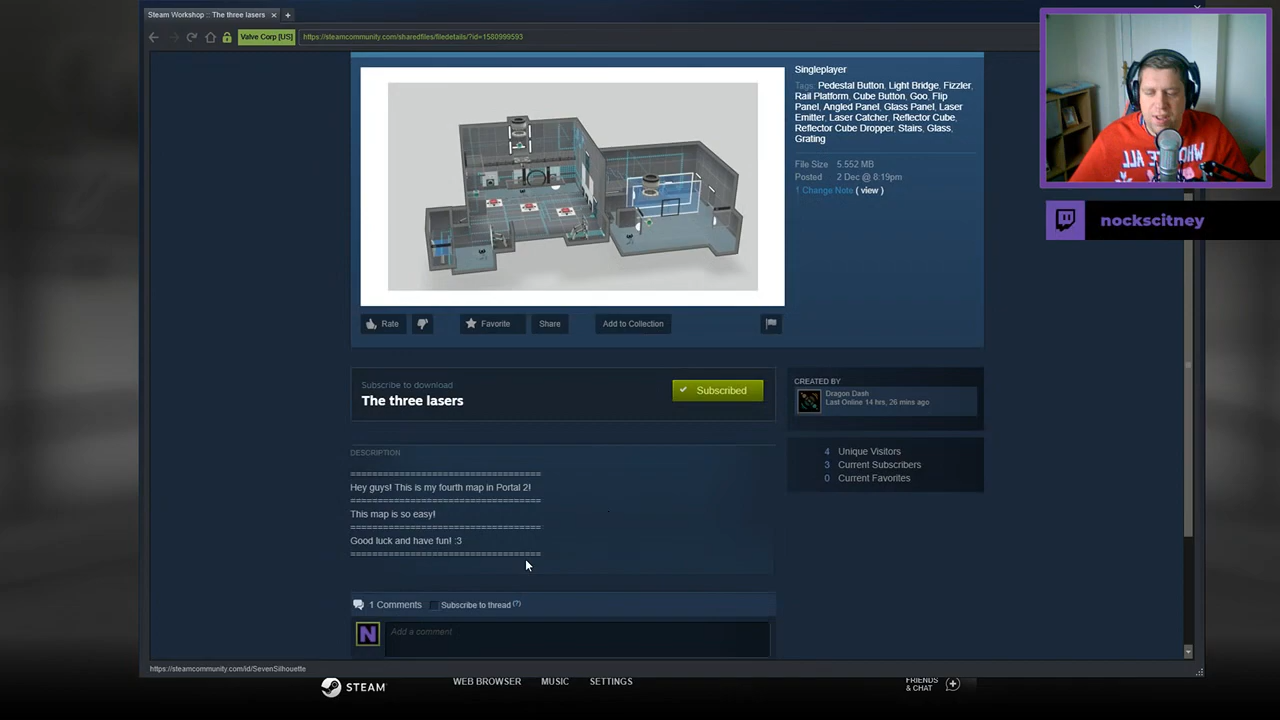 Steam Workshop :: The three lasers
Valve Corp [US]
https://steamcommunity.com/sharedfiles/filedetails/?id=1580999593
Singleplayer
Tags: Pedestal Button, Light Bridge, Fizzler,
Rail Platform, Cube Button, Goo, Flip
Panel, Angled Panel, Glass Panel, Laser
Emitter, Laser Catcher, Reflector Cube,
Reflector Cube Dropper, Stairs, Glass,
Grating
File Size 5.552 MB
Posted 2 Dec @ 8:19pm
1 Change Note ( view )
nockscitney
Rate
Favorite
Share
Add to Collection
Subscribe to download
The three lasers
Subscribed
CREATED BY
Dragon Dash
Last Online 14 hrs, 26 mins ago
4 Unique Visitors
3 Current Subscribers
0 Current Favorites
DESCRIPTION
==================================
Hey guys! This is my fourth map in Portal 2!
==================================
This map is so easy!
==================================
Good luck and have fun! :3
==================================
1 Comments
Subscribe to thread (?)
N
Add a comment
https://steamcommunity.com/id/SevenSilhouette
STEAM
WEB BROWSER
MUSIC
SETTINGS
FRIENDS
& CHAT